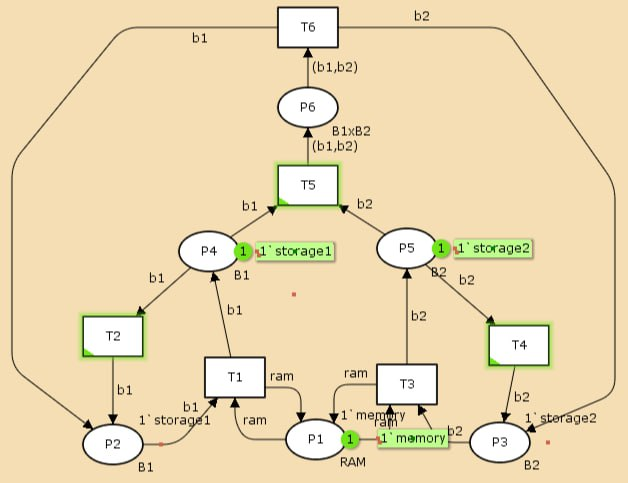 T6
b1
b2
(b1,b2)
P6
B1xB2
(b1,b2)
T5
b1
b2
P4
1
1`storage1
B1
P5
1
1`storage2
B2
b1
b2
b1
b2
T2
T4
T1
ram
ram
T3
b1
b2
b1
1`storage1
ram
1`memory
ram
1`storage2
P2
B1
P1
1
1`memory
RAM
b2
P3
B2